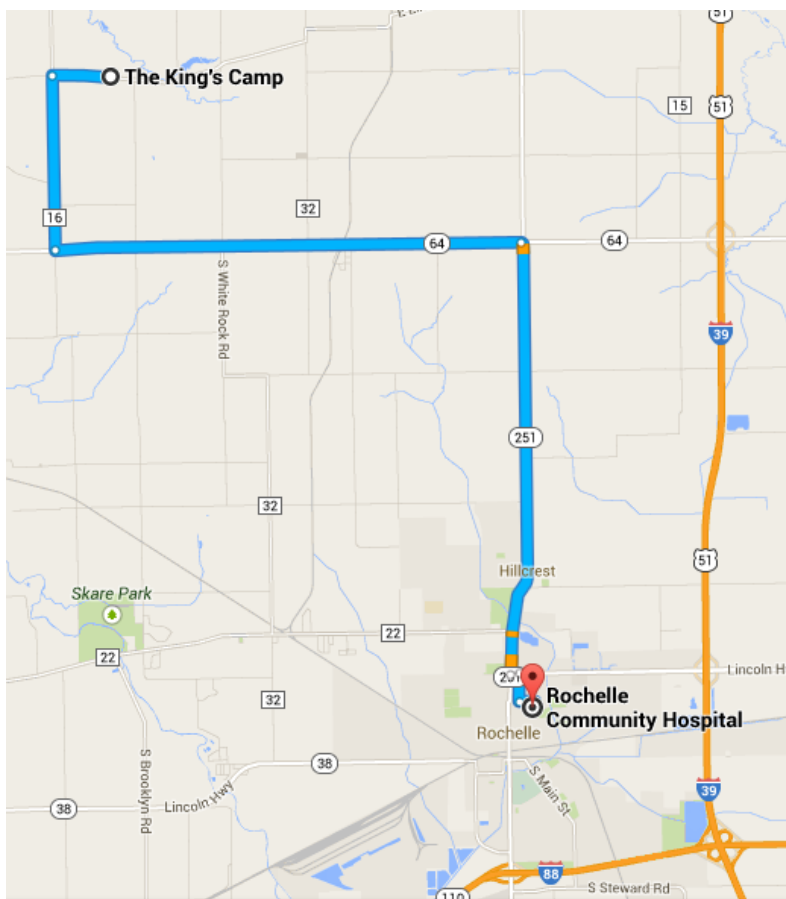 51
The King's Camp
15
51
32
16
64
64
S White Rock Rd
39
251
32
51
Hillcrest
Skare Park
22
22
Lincoln H
32
Rochelle
Community Hospital
Rochelle
S Brooklyn Rd
38
S Main St
39
38
Lincoln Hwy
88
S Steward Rd
110